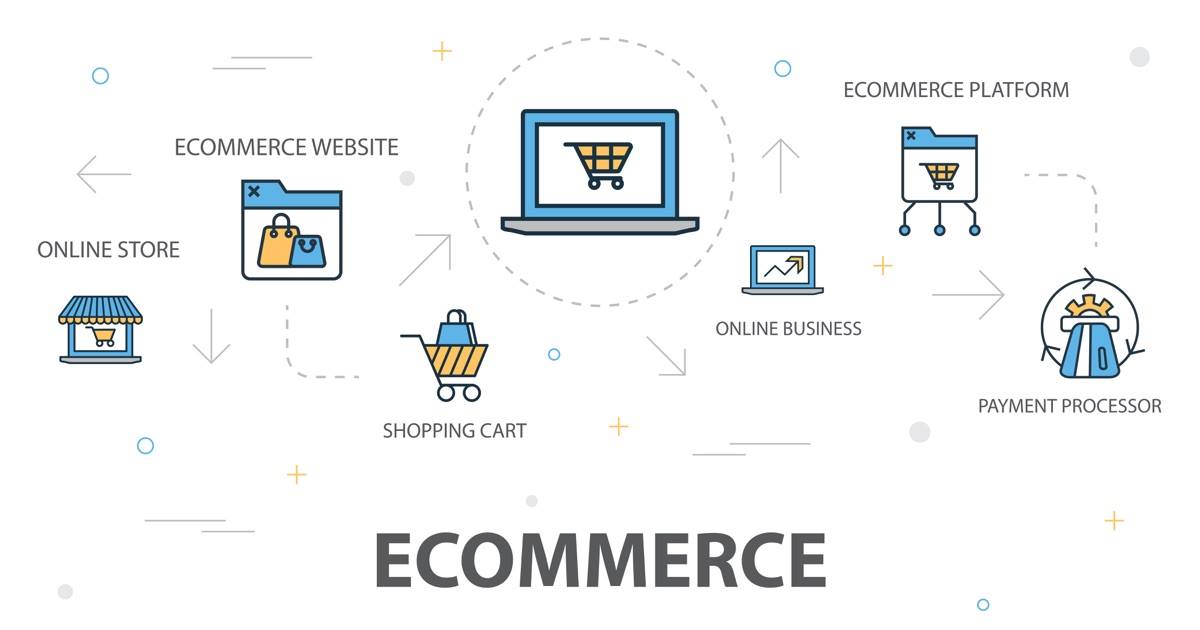 ECOMMERCE PLATFORM
ECOMMERCE WEBSITE
ONLINE STORE
ONLINE BUSINESS
PAYMENT PROCESSOR
SHOPPING CART
ECOMMERCE